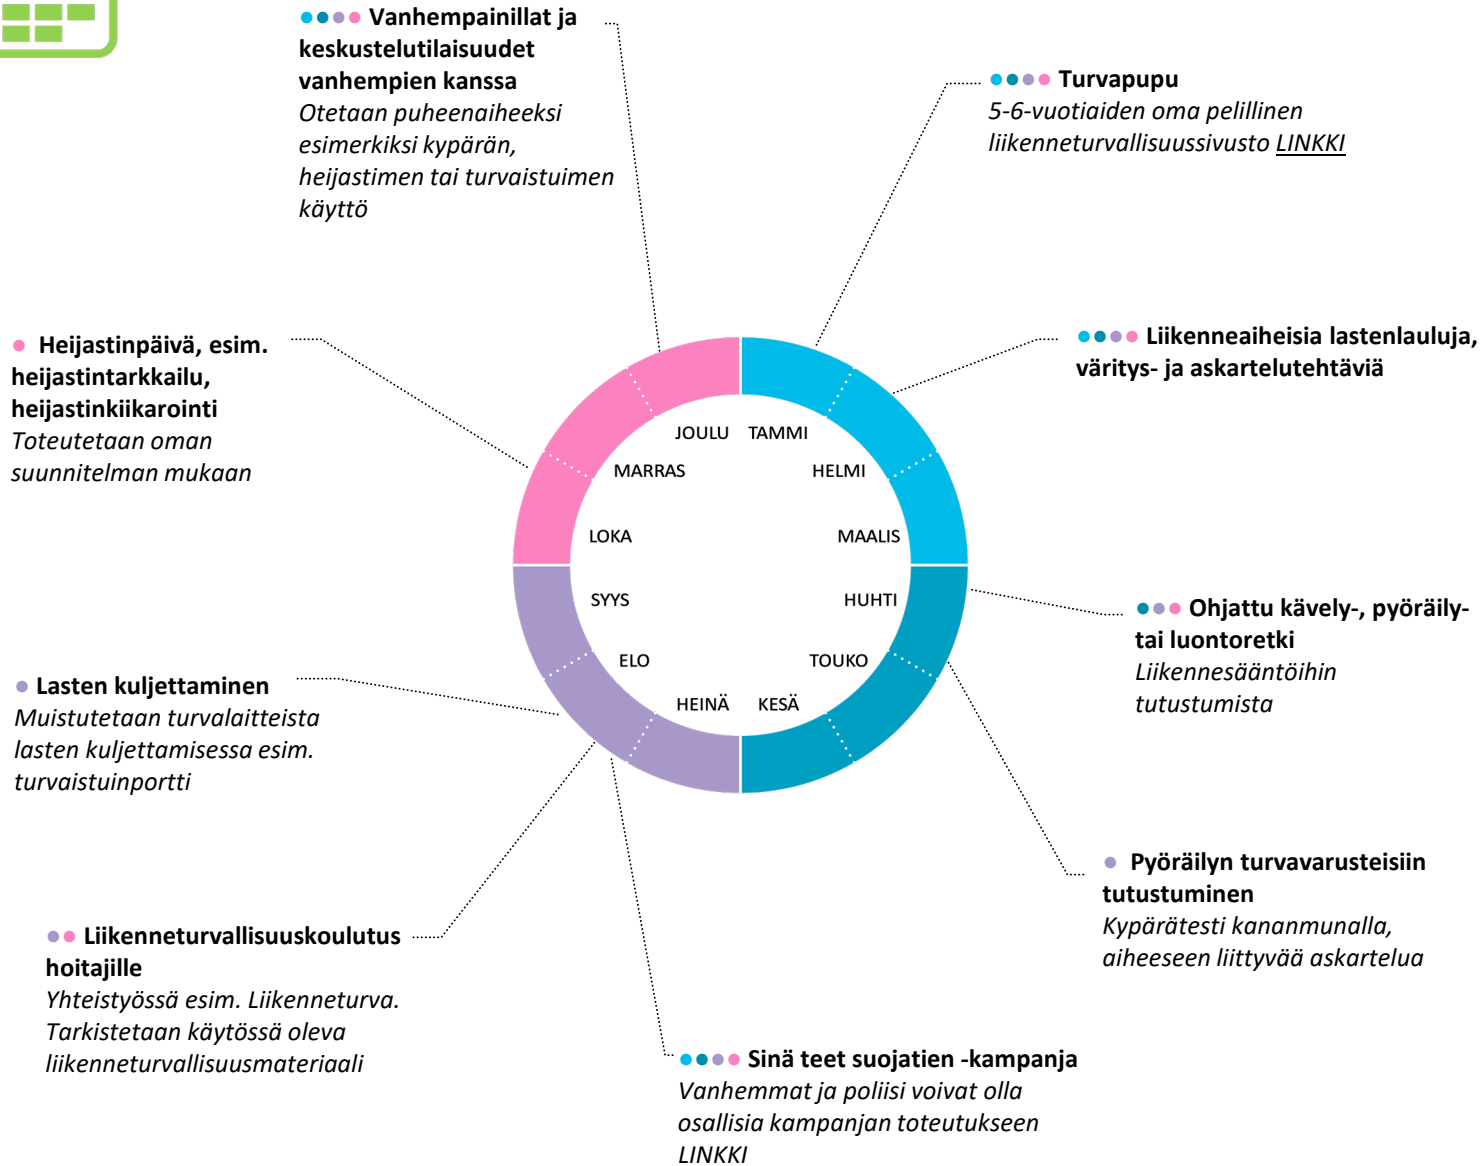 Vanhempainillat ja
keskustelutilaisuudet
vanhempien kanssa
Otetaan puheenaiheeksi
esimerkiksi kypärän,
heijastimen tai turvaistuimen
käyttö
Turvapupu
5-6-vuotiaiden oma pelillinen
liikenneturvallisuussivusto LINKKI
Heijastinpäivä, esim.
heijastintarkkailu,
heijastinkiikarointi
Toteutetaan oman
suunnitelman mukaan
Liikenneaiheisia lastenlauluja,
väritys- ja askartelutehtäviä
JOULU TAMMI
MARRAS HELMI
LOKA MAALIS
SYYS HUHTI
ELO TOUKO
HEINÄ KESÄ
Ohjattu kävely-, pyöräily-
tai luontoretki
Liikennesääntöihin
tutustumista
Lasten kuljettaminen
Muistutetaan turvalaitteista
lasten kuljettamisessa esim.
turvaistuinportti
Pyöräilyn turvavarusteisiin
tutustuminen
Kypärätesti kananmunalla,
aiheeseen liittyvää askartelua
Liikenneturvallisuuskoulutus
hoitajille
Yhteistyössä esim. Liikenneturva.
Tarkistetaan käytössä oleva
liikenneturvallisuusmateriaali
Sinä teet suojatien -kampanja
Vanhemmat ja poliisi voivat olla
osallisia kampanjan toteutukseen
LINKKI